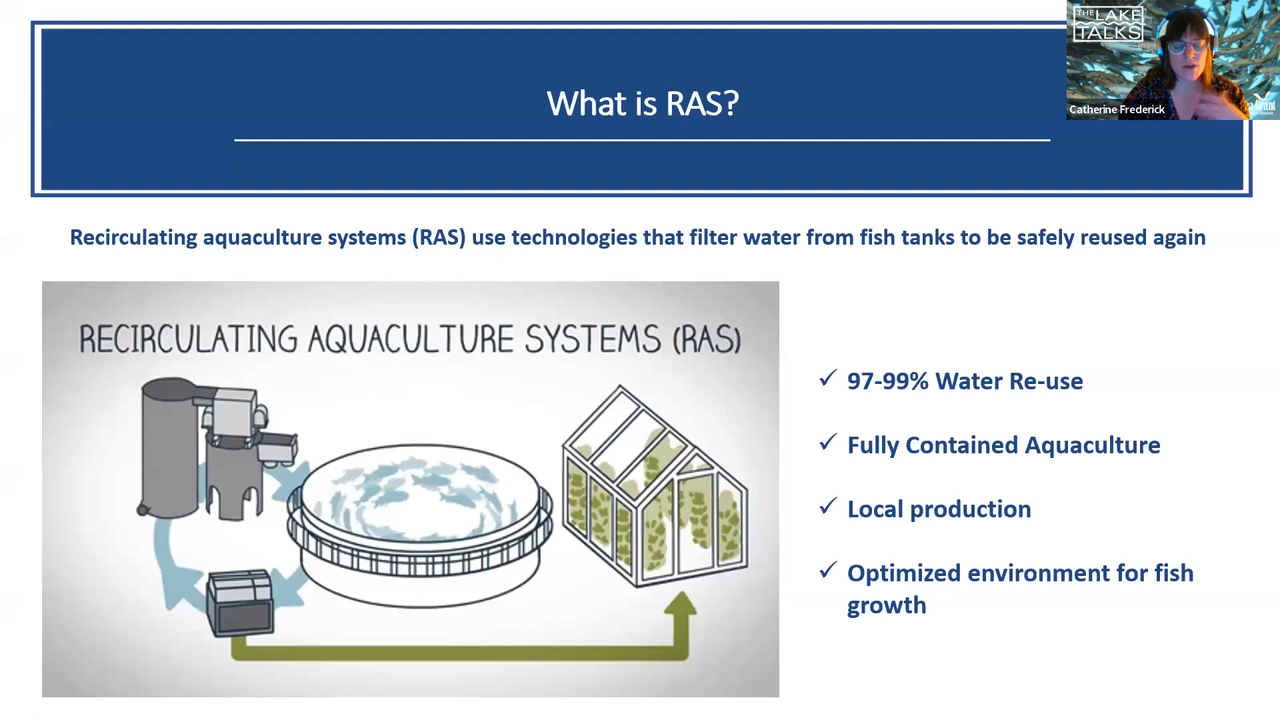 THE LAKE
TALKS
Catherine Frederick
What is RAS?
Recirculating aquaculture systems (RAS) use technologies that filter water from fish tanks to be safely reused again
RECIRCULATING AQUACULTURE SYSTEMS (RAS)
97-99% Water Re-use
Fully Contained Aquaculture
Local production
Optimized environment for fish
growth